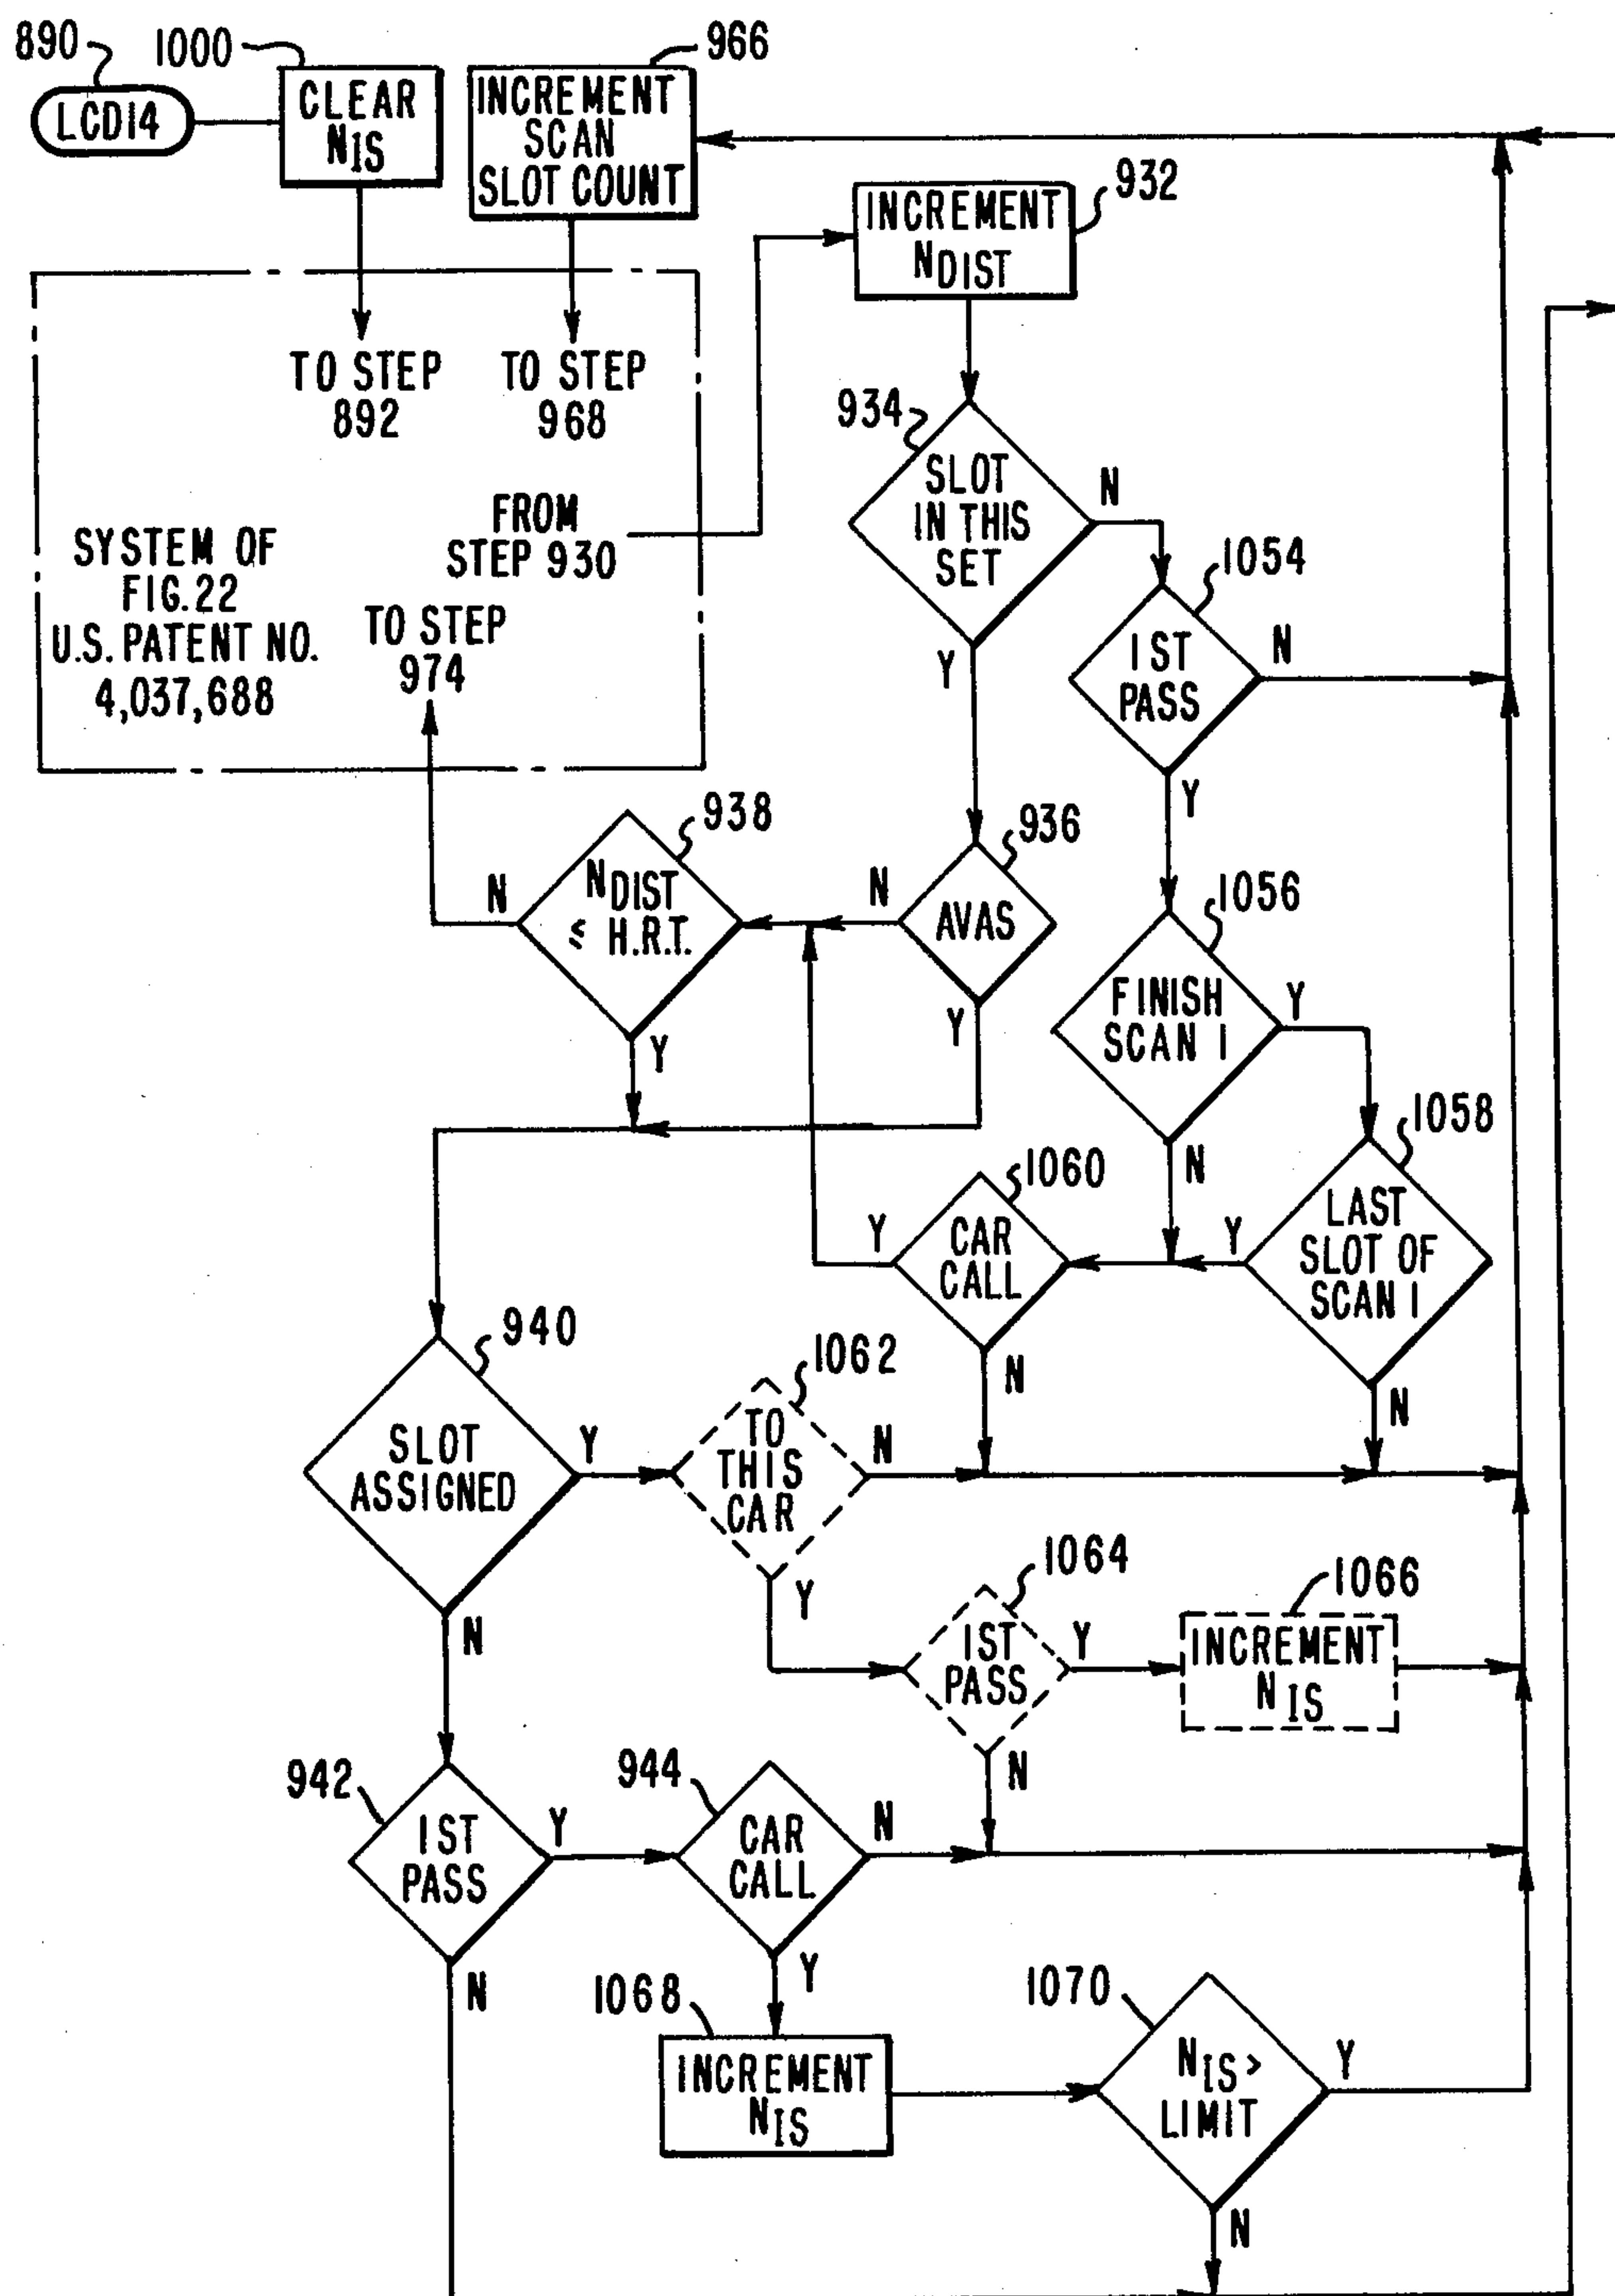 890
1000
966
LCD14
CLEAR
NIS
INCREMENT
SCAN
SLOT COUNT
932
INCREMENT
NDIST
TO STEP
892
TO STEP
968
934
SLOT
IN THIS
SET
N
Y
FROM
STEP 930
SYSTEM OF
FIG.22
U.S. PATENT NO.
4,037,688
TO STEP
974
1054
1ST
PASS
N
Y
938
NDIST
≤ H.R.T.
N
Y
936
AVAS
N
Y
1056
FINISH
SCAN 1
Y
N
1058
LAST
SLOT OF
SCAN 1
Y
N
1060
CAR
CALL
Y
N
940
SLOT
ASSIGNED
Y
N
1062
TO
THIS
CAR
N
Y
1064
1ST
PASS
Y
N
1066
INCREMENT
NIS
942
1ST
PASS
Y
N
944
CAR
CALL
N
Y
1068
INCREMENT
NIS
1070
NIS >
LIMIT
Y
N